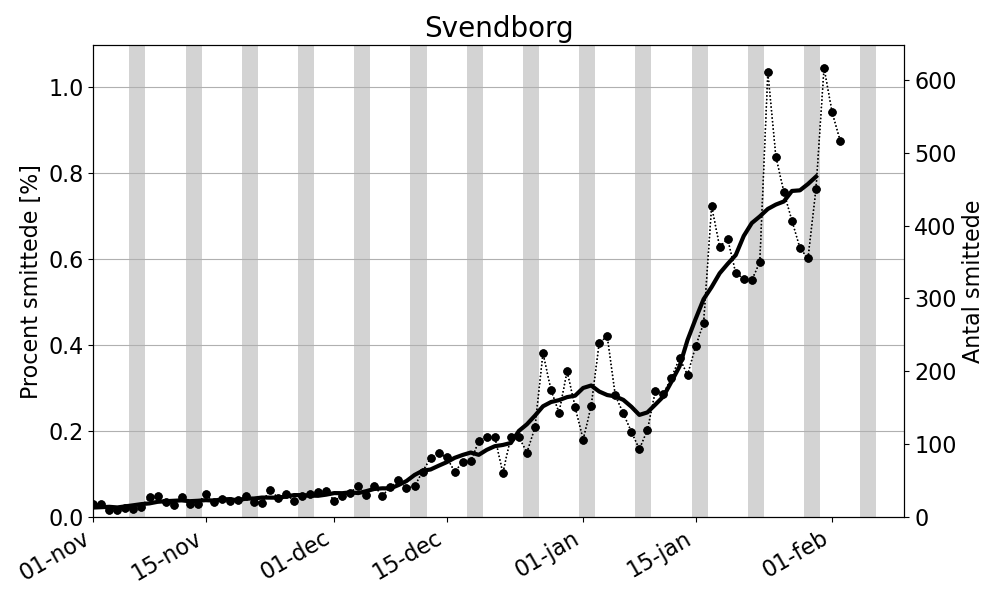 Svendborg
Procent smittede [%]
1.0
0.8
0.6
0.4
0.2
0.0
600
500
400
300
200
100
0
Antal smittede
01-nov
15-nov
01-dec
15-dec
01-jan
15-jan
01-feb